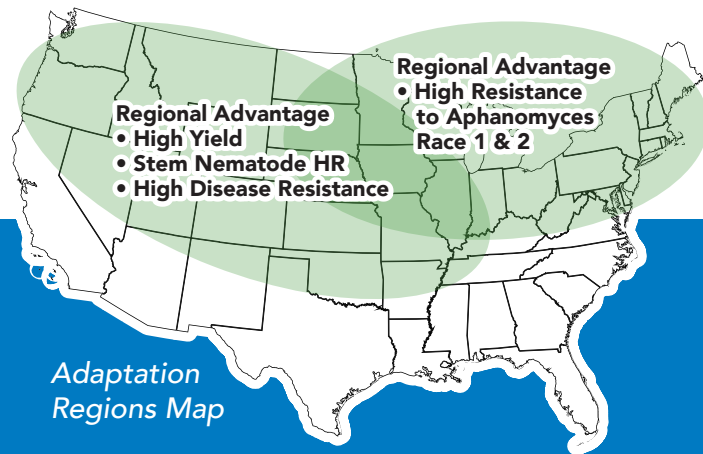 Regional Advantage
• High Yield
• Stem Nematode HR
• High Disease Resistance
Regional Advantage
• High Resistance
to Aphanomyces
Race 1 & 2
Adaptation
Regions Map